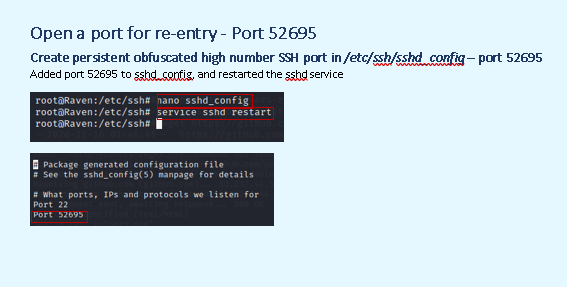 Open a port for re-entry - Port 52695
Create persistent obfuscated high number SSH port in /etc/ssh/sshd_config – port 52695
Added port 52695 to sshd_config, and restarted the sshd service
root@Raven:/etc/ssh# nano sshd_config
root@Raven:/etc/ssh# service sshd restart
root@Raven:/etc/ssh#
# Package generated configuration file
# See the sshd_config(5) manpage for details
# What ports, IPs and protocols we listen for
Port 22
Port 52695